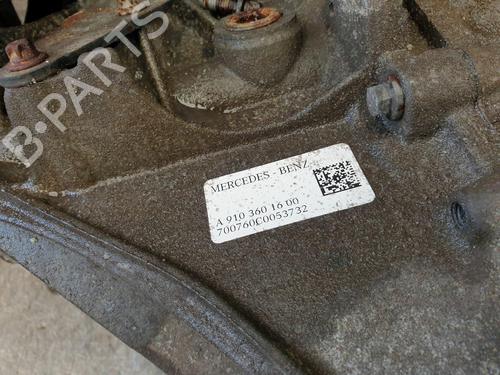 B-PARTS
MERCEDES - BENZ
A 910 360 16 00
700760C0053732